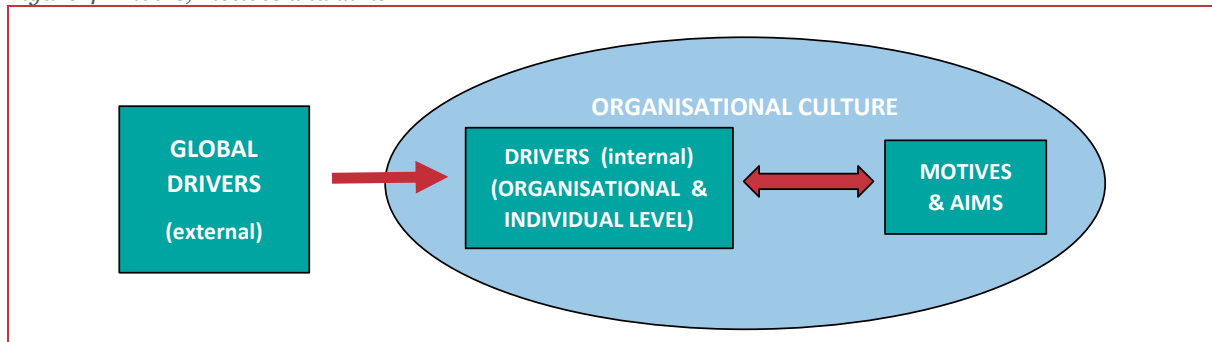 ORGANISATIONAL CULTURE
GLOBAL
DRIVERS
(external)
DRIVERS (internal)
(ORGANISATIONAL &
INDIVIDUAL LEVEL)
MOTIVES
& AIMS